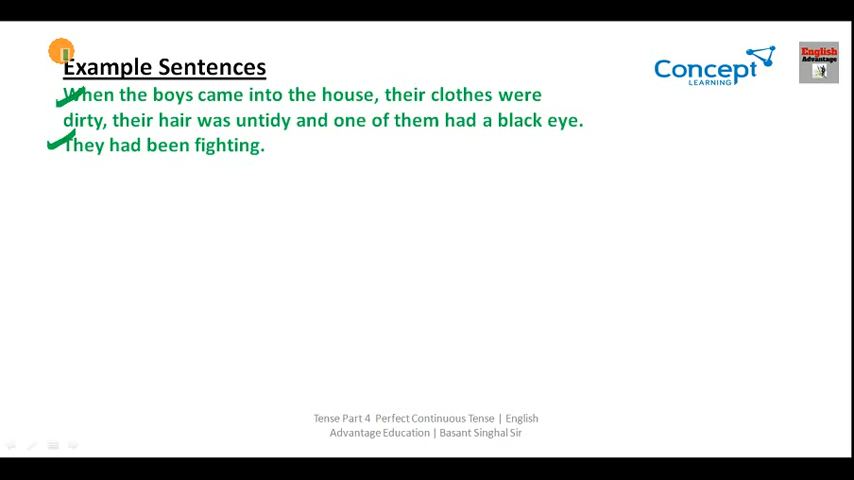 Example Sentences
When the boys came into the house, their clothes were
dirty, their hair was untidy and one of them had a black eye.
They had been fighting.
Concept
LEARNING
English
Advantage
Tense Part 4 Perfect Continuous Tense | English
Advantage Education | Basant Singhal Sir